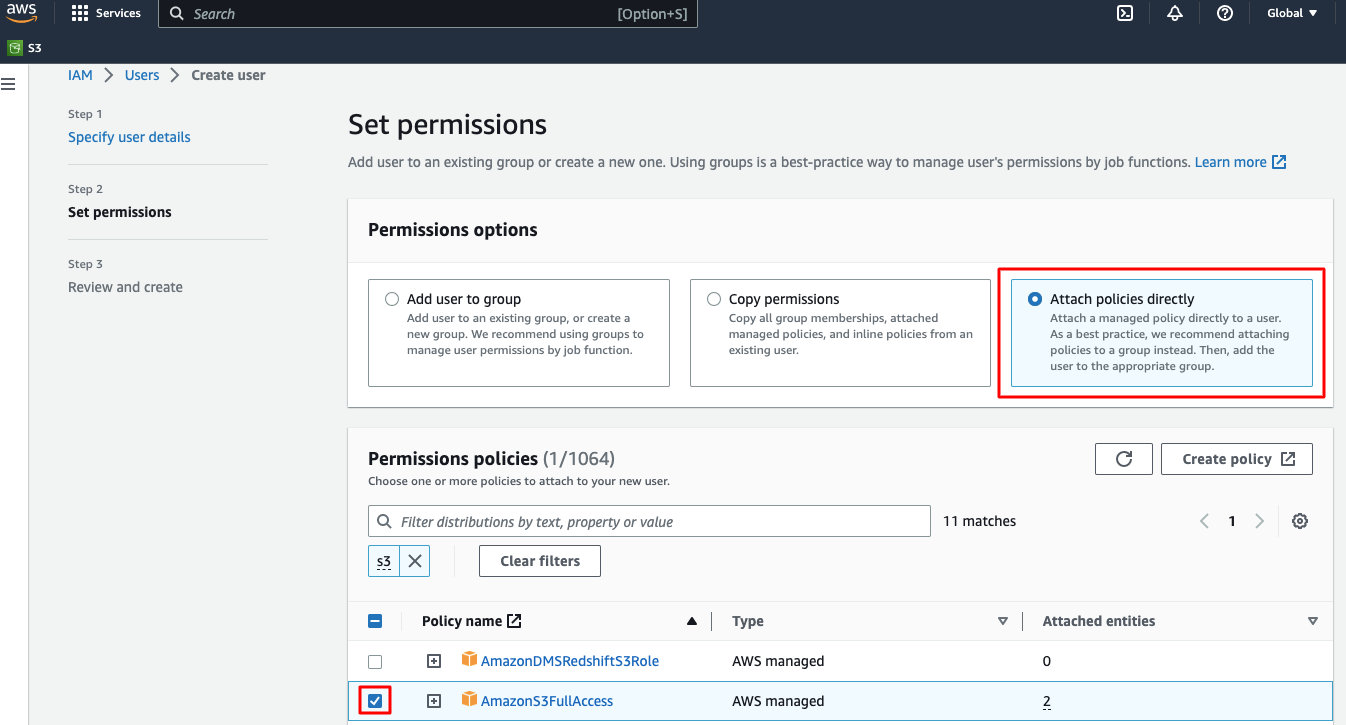 aws
Services
Search
[Option+S]
Global
S3
IAM
Users
Create user
Step 1
Specify user details
Step 2
Set permissions
Step 3
Review and create
Set permissions
Add user to an existing group or create a new one. Using groups is a best-practice way to manage user's permissions by job functions. Learn more
Permissions options
Add user to group
Add user to an existing group, or create a
new group. We recommend using groups to
manage user permissions by job function.
Copy permissions
Copy all group memberships, attached
managed policies, and inline policies from an
existing user.
Attach policies directly
Attach a managed policy directly to a user.
As a best practice, we recommend attaching
policies to a group instead. Then, add the
user to the appropriate group.
Permissions policies (1/1064)
Choose one or more policies to attach to your new user.
Create policy
Filter distributions by text, property or value
11 matches
1
s3
Clear filters
Policy name
Type
Attached entities
AmazonDMSRedshiftS3Role
AWS managed
0
AmazonS3FullAccess
AWS managed
2